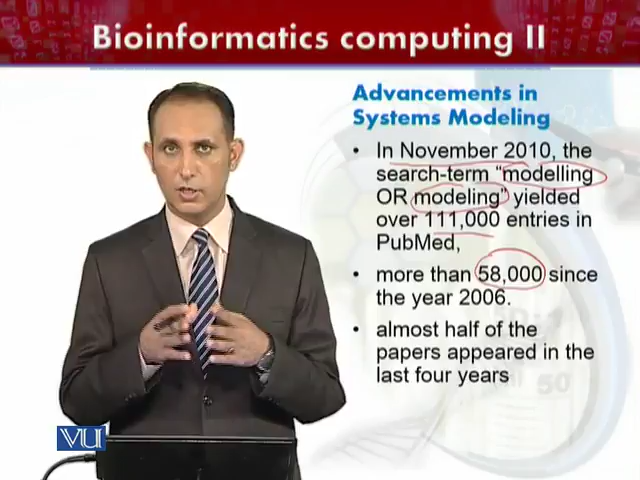 Bioinformatics computing II
Advancements in
Systems Modeling
• In November 2010, the
search-term “modelling
OR modeling” yielded
over 111,000 entries in
PubMed,
• more than 58,000 since
the year 2006.
• almost half of the
papers appeared in the
last four years
VU